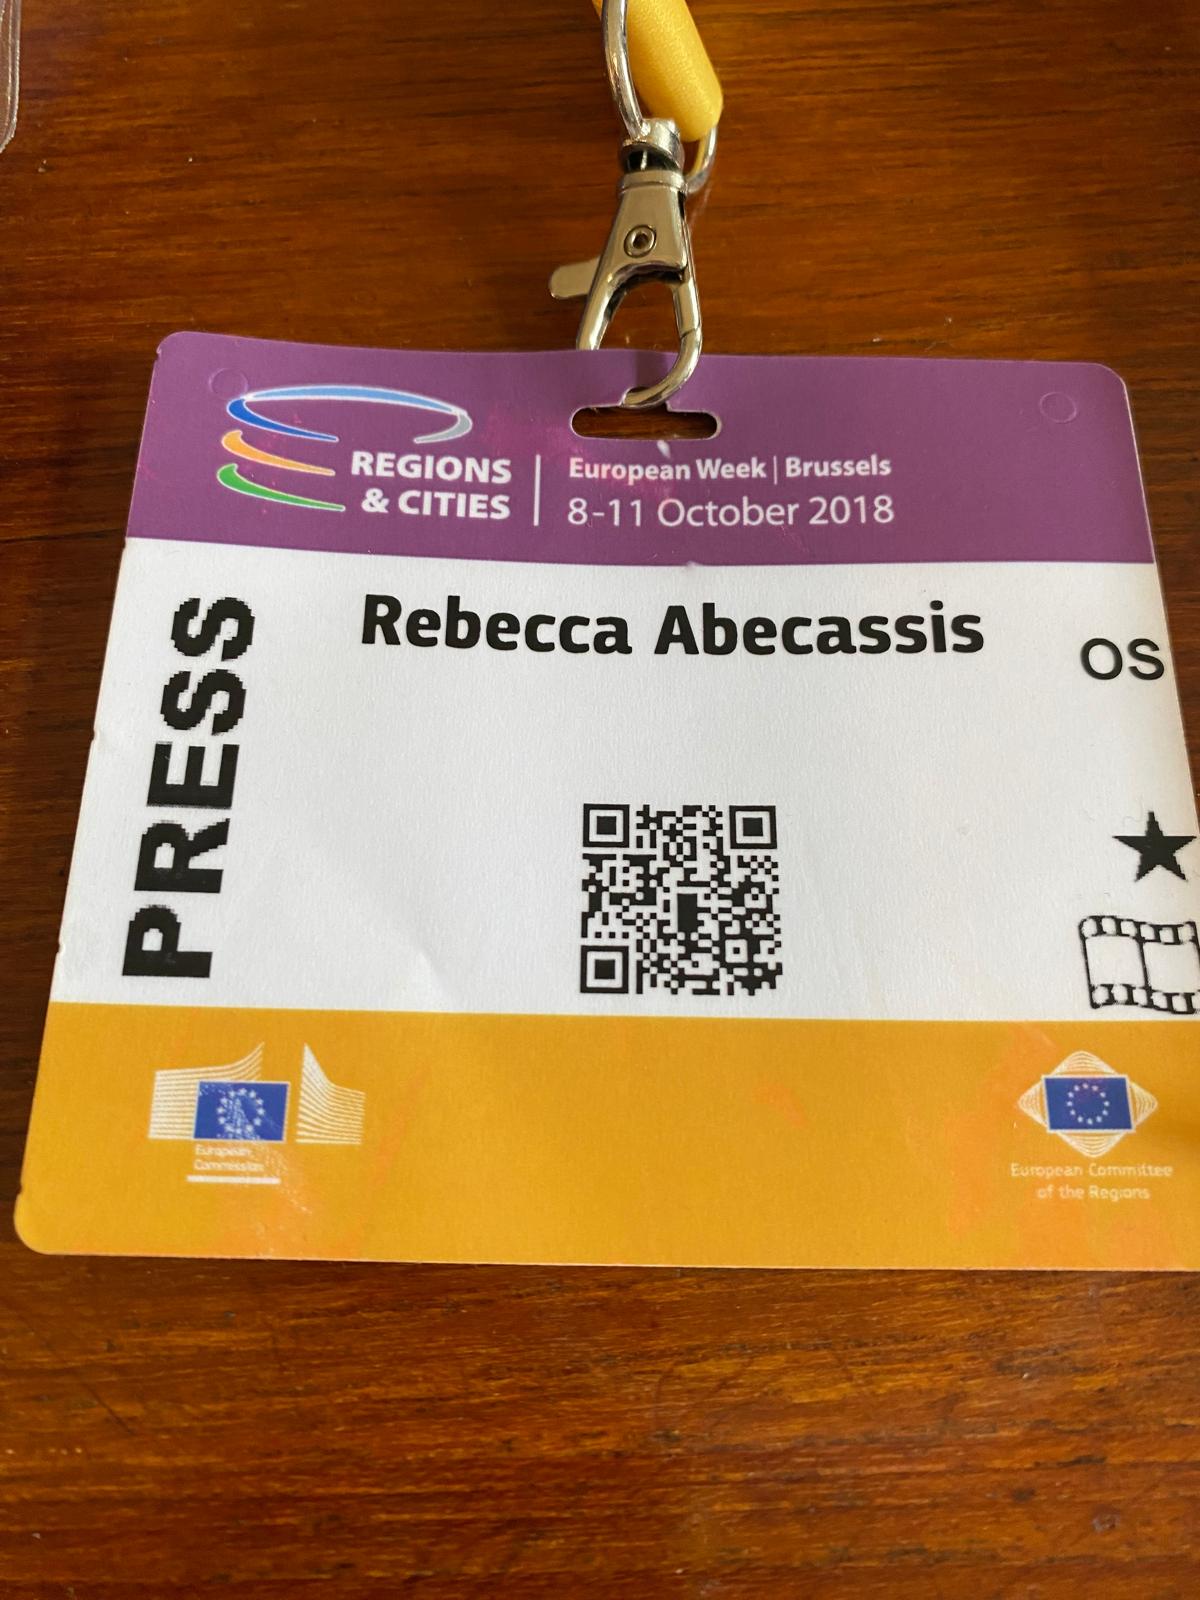 REGIONS
& CITIES
European Week | Brussels
8-11 October 2018
PRESS
Rebecca Abecassis
OS
European
Commission
European Committee
of the Regions